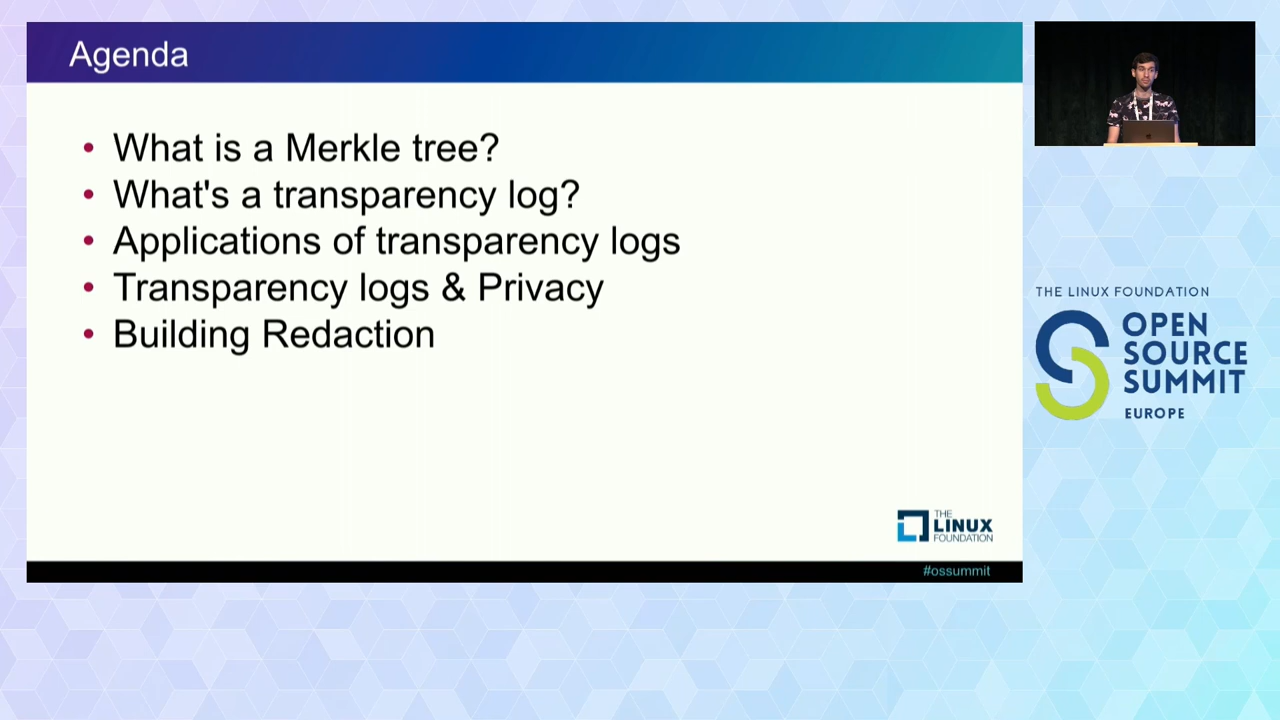 Agenda
• What is a Merkle tree?
• What's a transparency log?
• Applications of transparency logs
• Transparency logs & Privacy
• Building Redaction
THE
LINUX
FOUNDATION
#ossummit
THE LINUX FOUNDATION
OPEN
SOURCE
SUMMIT
EUROPE